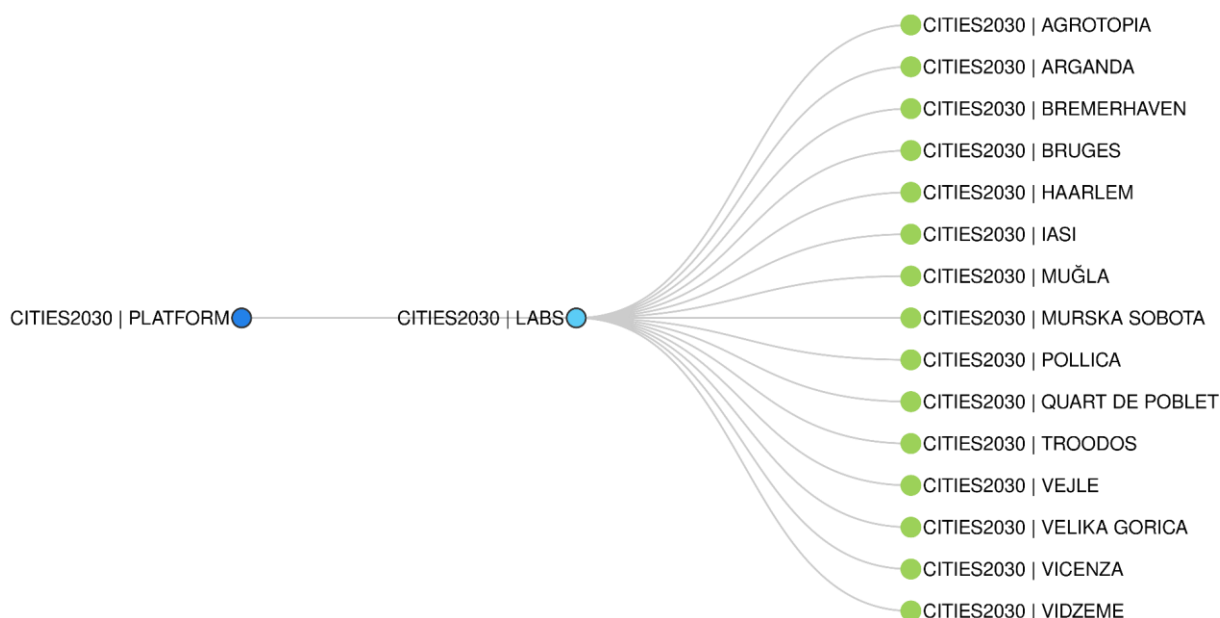 CITIES2030 | AGROTOPIA
CITIES2030 | ARGANDA
CITIES2030 | BREMERHAVEN
CITIES2030 | BRUGES
CITIES2030 | HAARLEM
CITIES2030 | IASI
CITIES2030 | MUĞLA
CITIES2030 | PLATFORM
CITIES2030 | LABS
CITIES2030 | MURSKA SOBOTA
CITIES2030 | POLLICA
CITIES2030 | QUART DE POBLET
CITIES2030 | TROODOS
CITIES2030 | VEJLE
CITIES2030 | VELIKA GORICA
CITIES2030 | VICENZA
CITIES2030 | VIDZEME